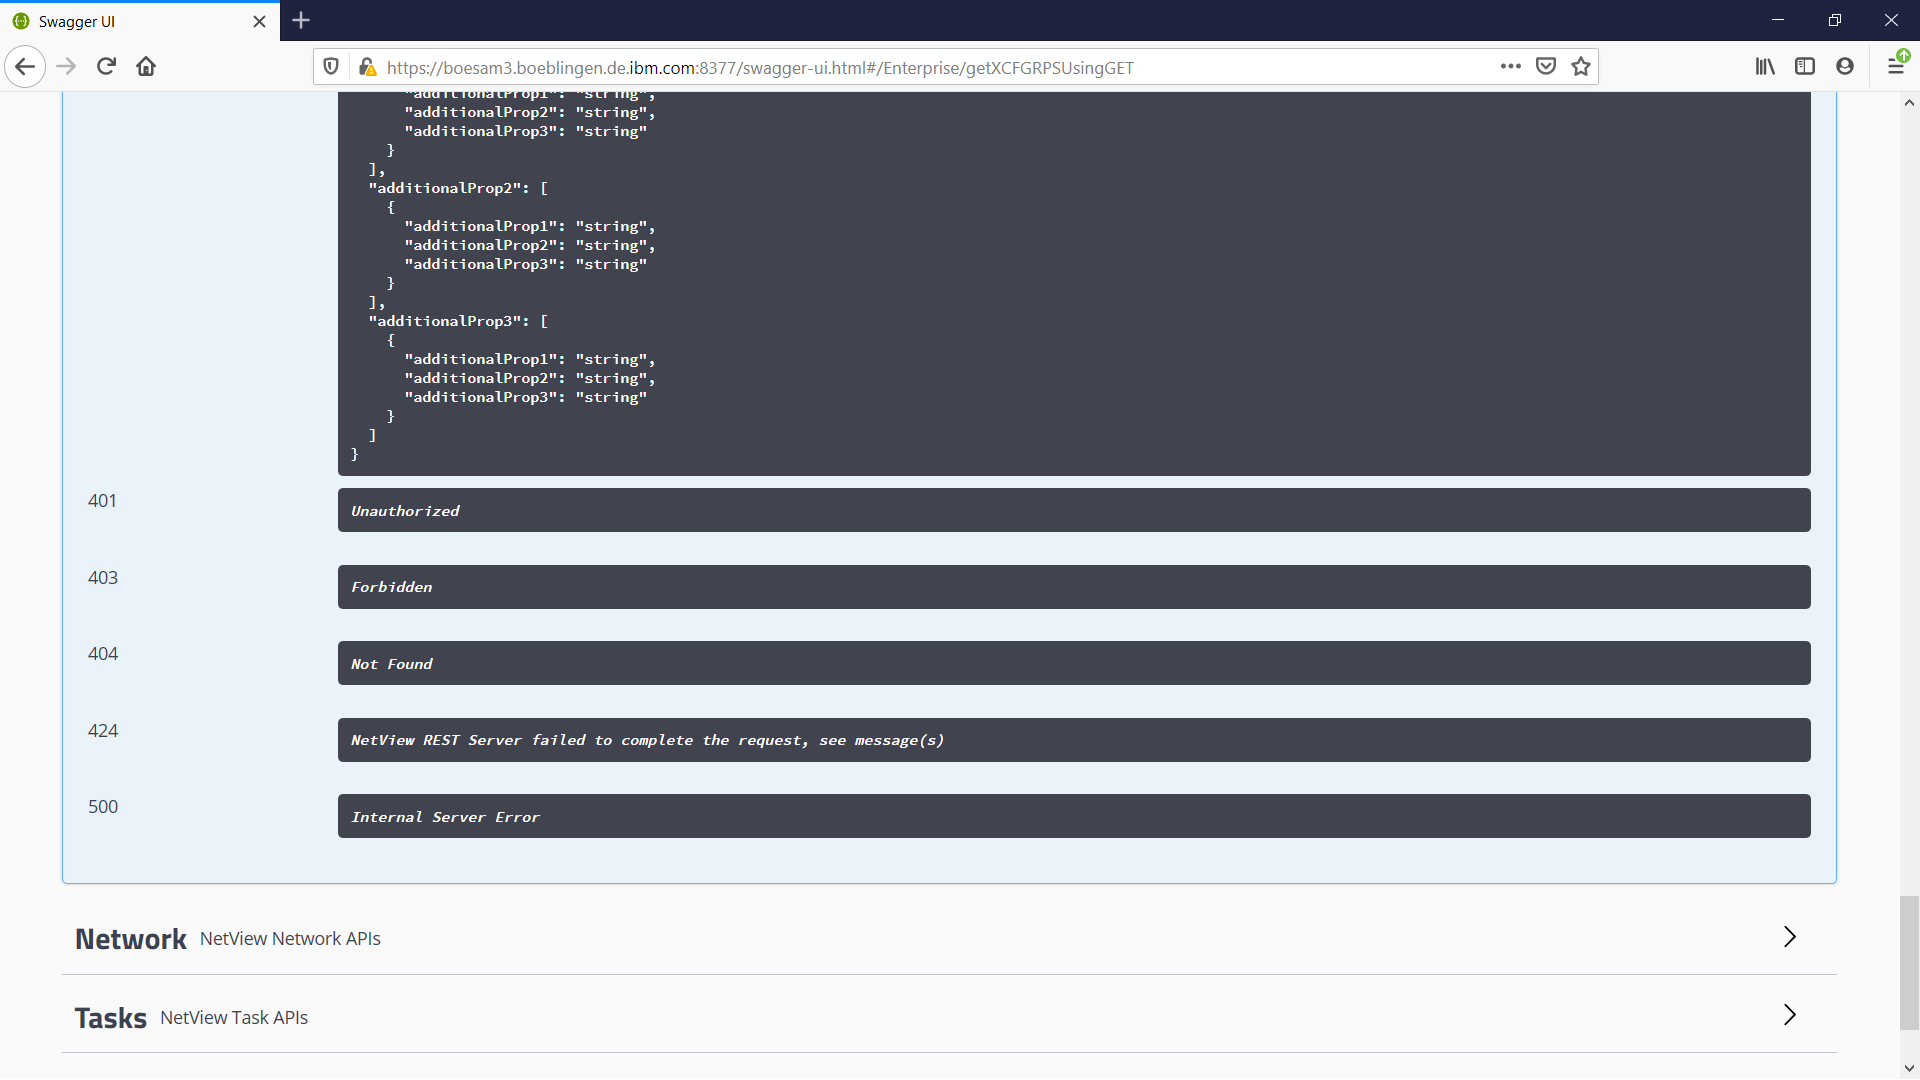 Swagger UI
https://boesam3.boeblingen.de.ibm.com:8377/swagger-ui.html#/Enterprise/getXCFGRPSUsingGET
"additionalProp1": "string",
"additionalProp2": "string",
"additionalProp3": "string"
}
],
"additionalProp2": [
{
"additionalProp1": "string",
"additionalProp2": "string",
"additionalProp3": "string"
}
],
"additionalProp3": [
{
"additionalProp1": "string",
"additionalProp2": "string",
"additionalProp3": "string"
}
]
}
401 Unauthorized
403 Forbidden
404 Not Found
424 NetView REST Server failed to complete the request, see message(s)
500 Internal Server Error
Network NetView Network APIs
Tasks NetView Task APIs